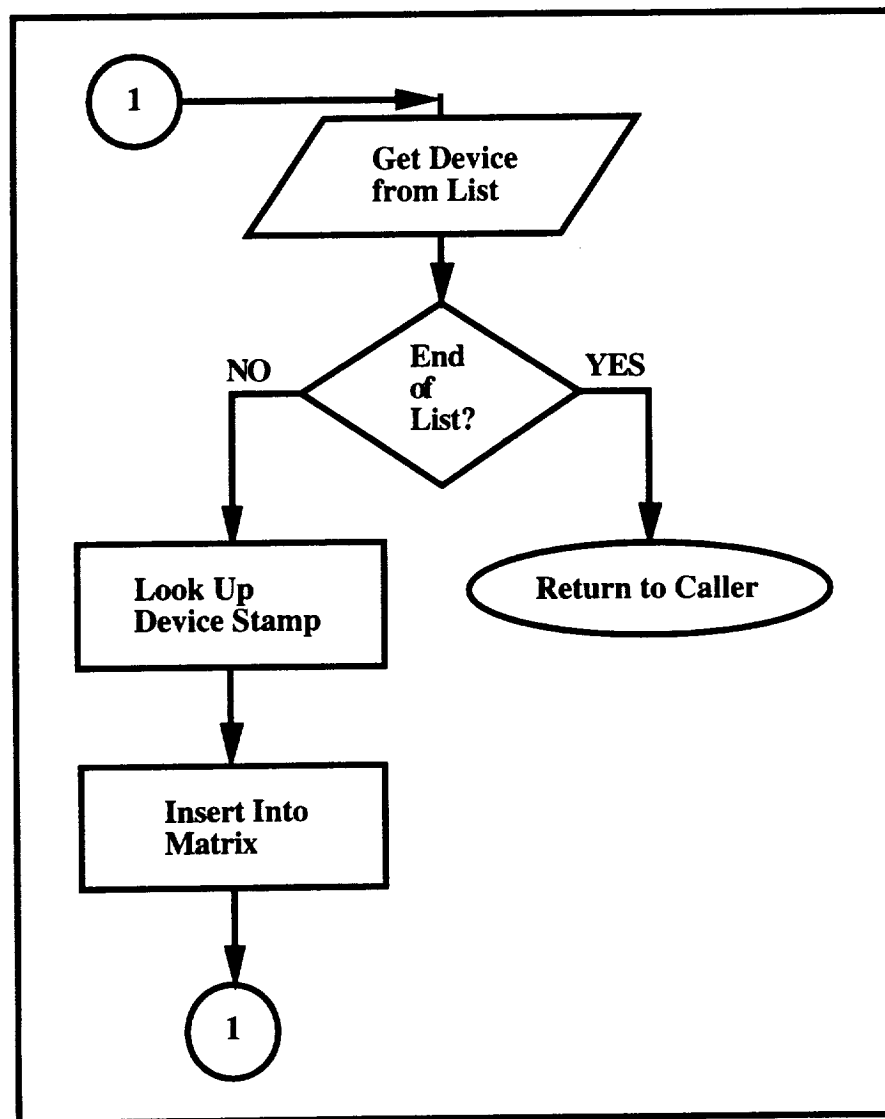 1
Get Device
from List
End
of
List?
NO
YES
Look Up
Device Stamp
Return to Caller
Insert Into
Matrix
1